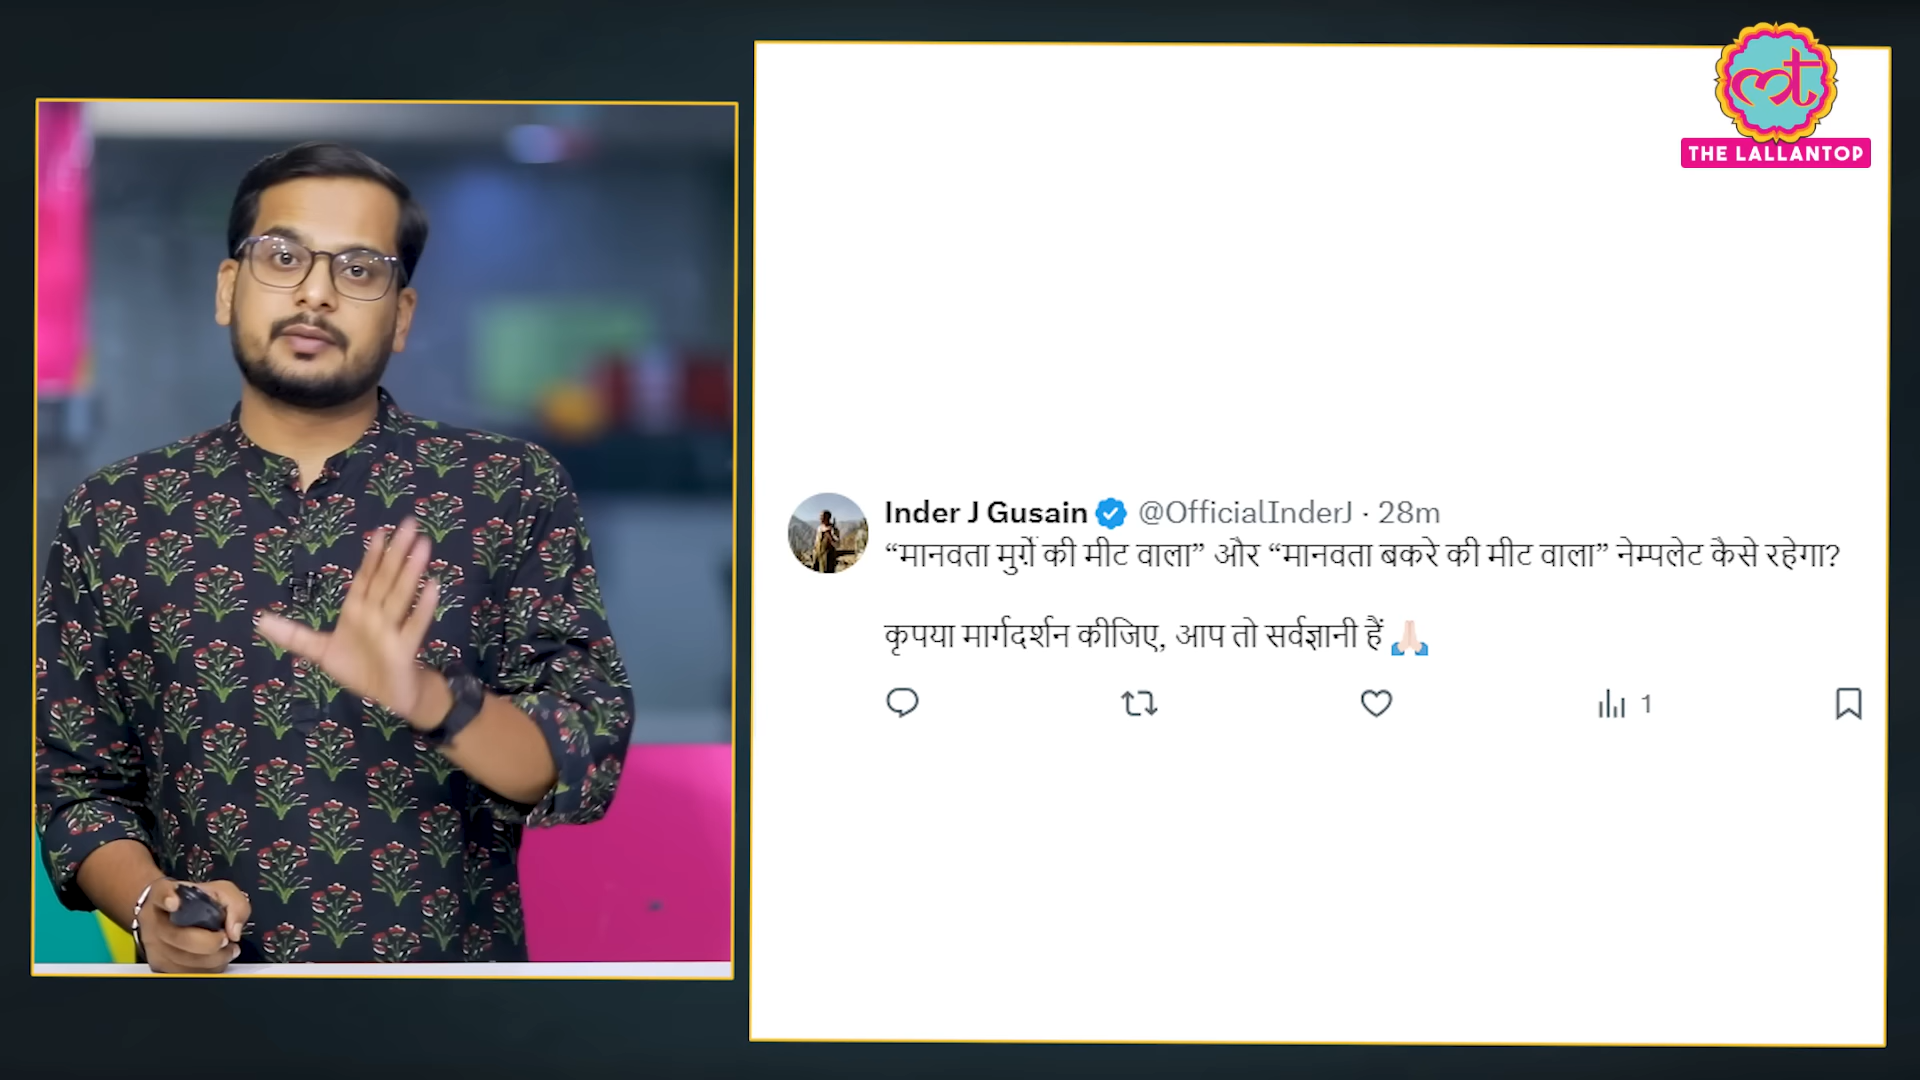 mt
THE LALLANTOP
Inder J Gusain @OfficialInderJ · 28m
“मानवता मुर्ग़े की मीट वाला” और “मानवता बकरे की मीट वाला” नेम्पलेट कैसे रहेगा?
कृपया मार्गदर्शन कीजिए, आप तो सर्वज्ञानी हैं 🙏🏻
1